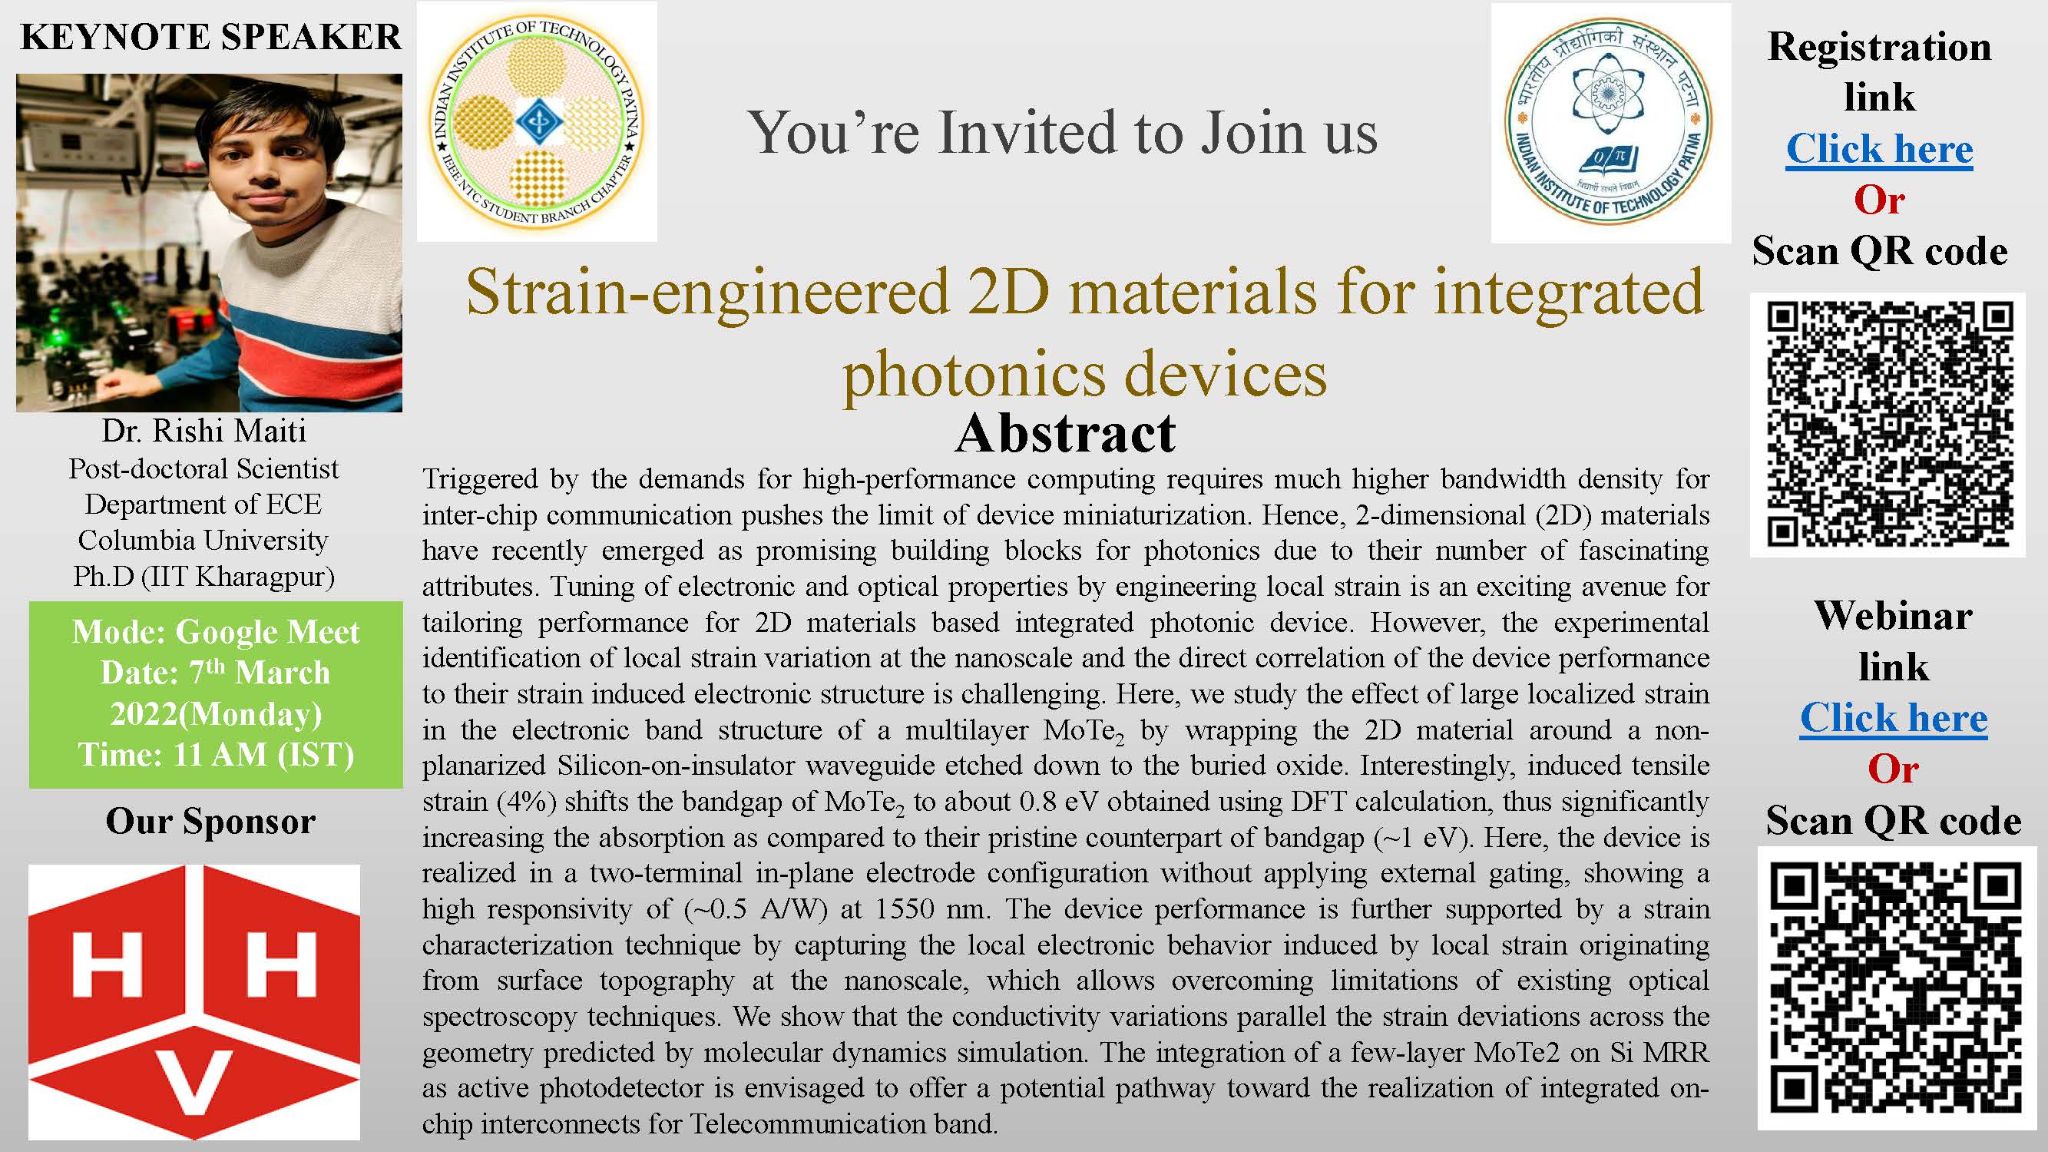 KEYNOTE SPEAKER
Dr. Rishi Maiti
Post-doctoral Scientist
Department of ECE
Columbia University
Ph.D (IIT Kharagpur)
Mode: Google Meet
Date: 7th March
2022(Monday)
Time: 11 AM (IST)
Our Sponsor
H H
V
INDIAN INSTITUTE OF TECHNOLOGY PATNA
IEEE NTC STUDENT BRANCH CHAPTER
You're Invited to Join us
भारतीय प्रौद्योगिकी संस्थान पटना
INDIAN INSTITUTE OF TECHNOLOGY PATNA
Strain-engineered 2D materials for integrated
photonics devices
Abstract
Triggered by the demands for high-performance computing requires much higher bandwidth density for
inter-chip communication pushes the limit of device miniaturization. Hence, 2-dimensional (2D) materials
have recently emerged as promising building blocks for photonics due to their number of fascinating
attributes. Tuning of electronic and optical properties by engineering local strain is an exciting avenue for
tailoring performance for 2D materials based integrated photonic device. However, the experimental
identification of local strain variation at the nanoscale and the direct correlation of the device performance
to their strain induced electronic structure is challenging. Here, we study the effect of large localized strain
in the electronic band structure of a multilayer MoTe₂ by wrapping the 2D material around a non-
planarized Silicon-on-insulator waveguide etched down to the buried oxide. Interestingly, induced tensile
strain (4%) shifts the bandgap of MoTe₂ to about 0.8 eV obtained using DFT calculation, thus significantly
increasing the absorption as compared to their pristine counterpart of bandgap (~1 eV). Here, the device is
realized in a two-terminal in-plane electrode configuration without applying external gating, showing a
high responsivity of (~0.5 A/W) at 1550 nm. The device performance is further supported by a strain
characterization technique by capturing the local electronic behavior induced by local strain originating
from surface topography at the nanoscale, which allows overcoming limitations of existing optical
spectroscopy techniques. We show that the conductivity variations parallel the strain deviations across the
geometry predicted by molecular dynamics simulation. The integration of a few-layer MoTe2 on Si MRR
as active photodetector is envisaged to offer a potential pathway toward the realization of integrated on-
chip interconnects for Telecommunication band.
Registration
link
Click here
Or
Scan QR code
Webinar
link
Click here
Or
Scan QR code